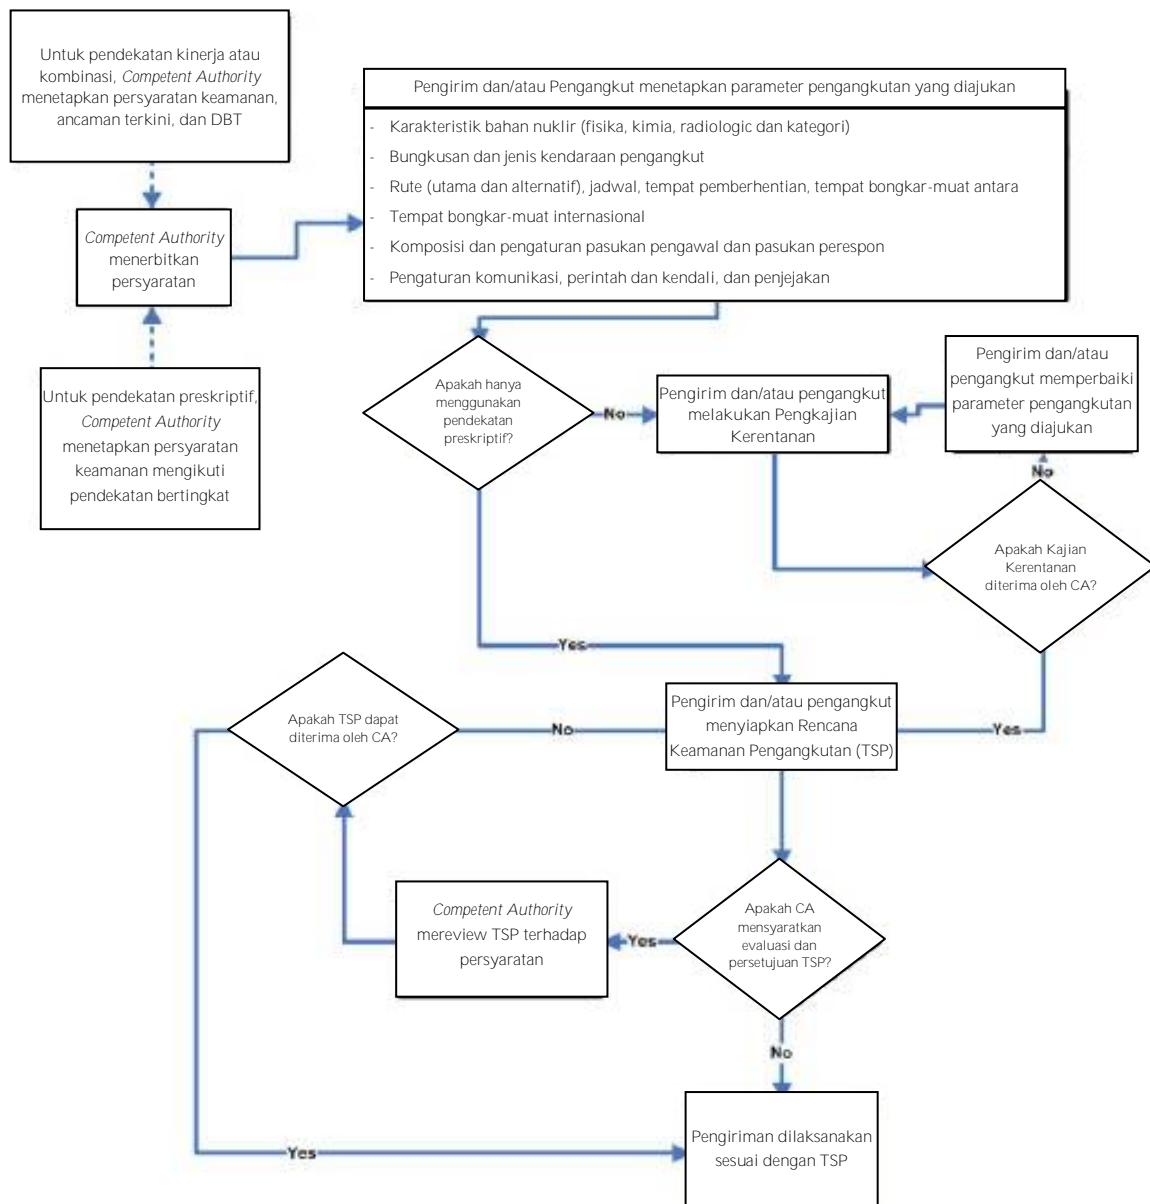 Untuk pendekatan kinerja atau
kombinasi, Competent Authority
menetapkan persyaratan keamanan,
ancaman terkini, dan DBT
Pengirim dan/atau Pengangkut menetapkan parameter pengangkutan yang diajukan
- Karakteristik bahan nuklir (fisika, kimia, radiologic dan kategori)
- Bungkusan dan jenis kendaraan pengangkut
- Rute (utama dan alternatif), jadwal, tempat pemberhentian, tempat bongkar-muat antara
- Tempat bongkar-muat internasional
- Komposisi dan pengaturan pasukan pengawal dan pasukan perespon
- Pengaturan komunikasi, perintah dan kendali, dan penjejakan
Competent Authority
menerbitkan
persyaratan
Untuk pendekatan preskriptif,
Competent Authority
menetapkan persyaratan
keamanan mengikuti
pendekatan bertingkat
Apakah hanya
menggunakan
pendekatan
preskriptif?
No
Pengirim dan/atau pengangkut
melakukan Pengkajian
Kerentanan
Pengirim dan/atau
pengangkut memperbaiki
parameter pengangkutan
yang diajukan
No
Apakah Kajian
Kerentanan
diterima oleh CA?
Yes
Yes
Pengirim dan/atau pengangkut
menyiapkan Rencana
Keamanan Pengangkutan (TSP)
No
Apakah TSP dapat
diterima oleh CA?
Apakah CA
mensyaratkan
evaluasi dan
persetujuan TSP?
Yes
Competent Authority
mereview TSP terhadap
persyaratan
No
Yes
Pengiriman dilaksanakan
sesuai dengan TSP